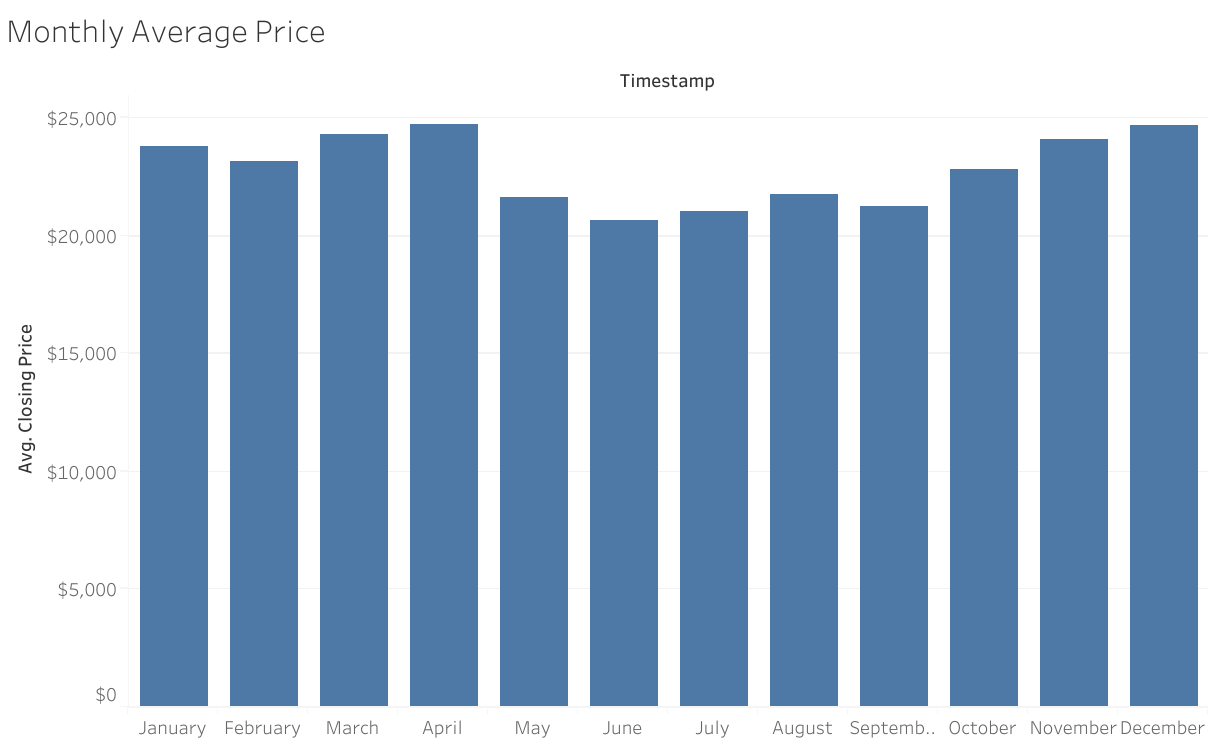 Monthly Average Price
Timestamp
Avg. Closing Price
$25,000
$20,000
$15,000
$10,000
$5,000
$0
January February March April May June July August Septemb.. October November December